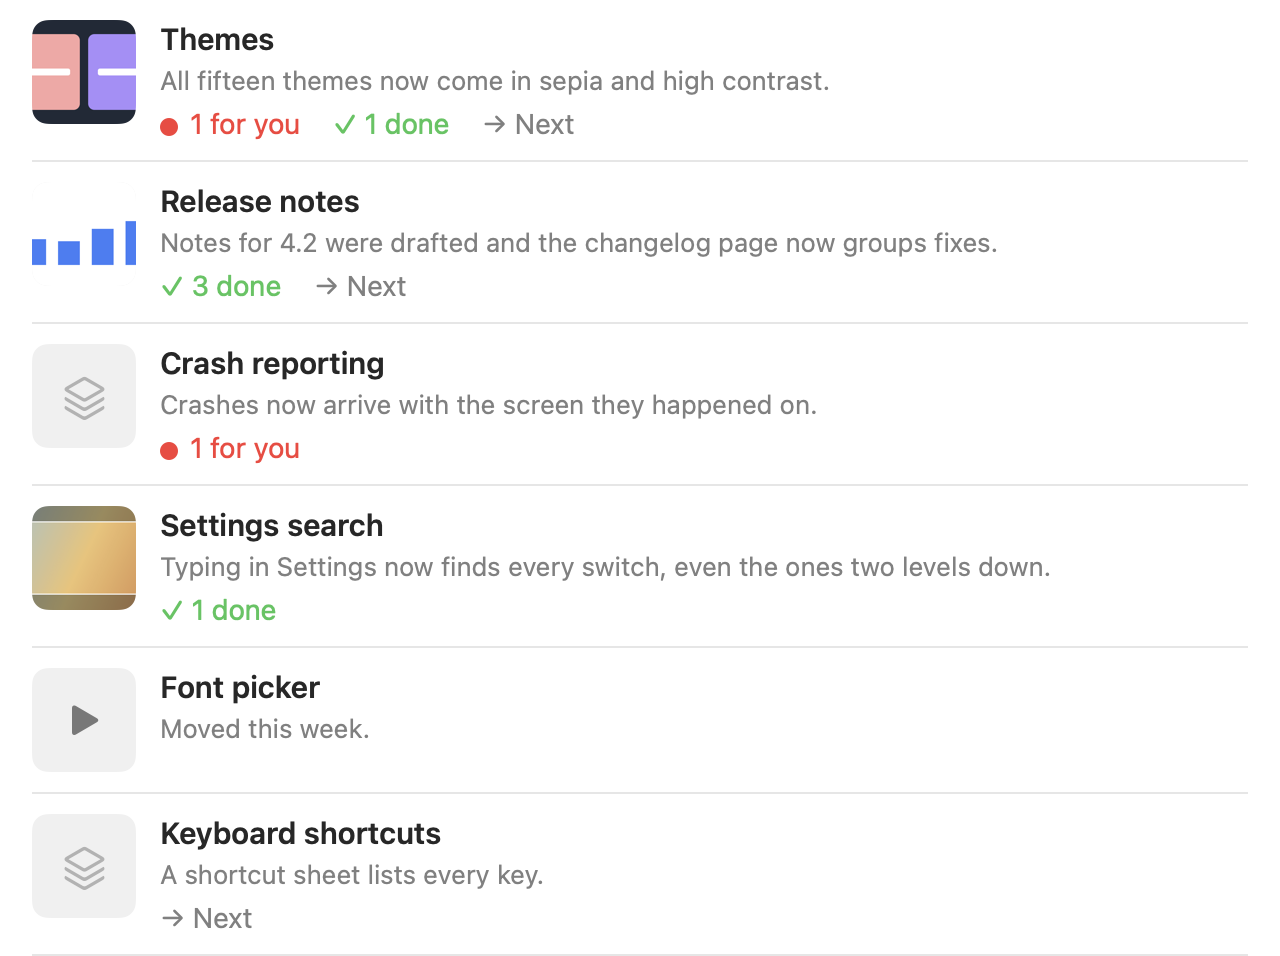 Themes
All fifteen themes now come in sepia and high contrast.
1 for you ✓ 1 done → Next
Release notes
Notes for 4.2 were drafted and the changelog page now groups fixes.
✓ 3 done → Next
Crash reporting
Crashes now arrive with the screen they happened on.
1 for you
Settings search
Typing in Settings now finds every switch, even the ones two levels down.
✓ 1 done
Font picker
Moved this week.
Keyboard shortcuts
A shortcut sheet lists every key.
→ Next